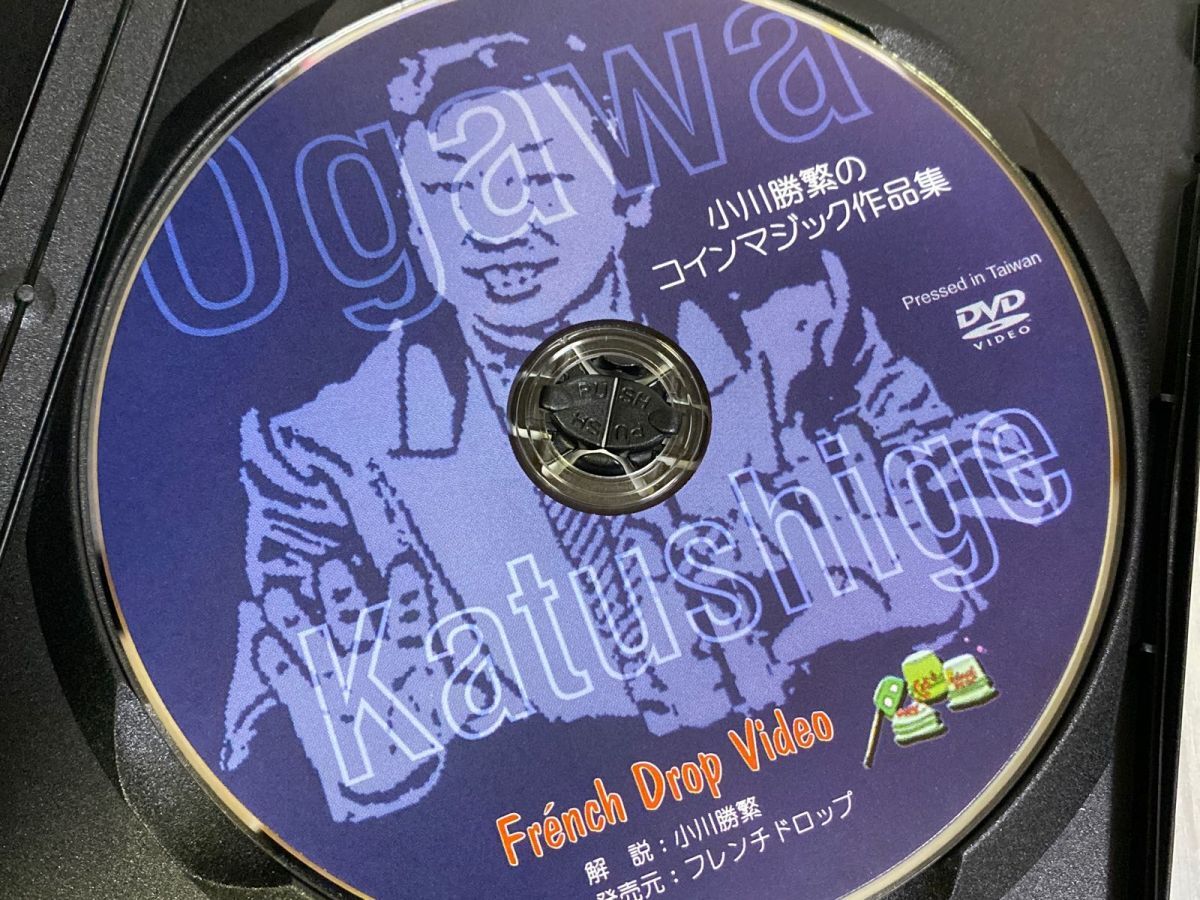 Ogawa
小川勝繁の
コインマジック作品集
Pressed in Taiwan
DVD
VIDEO
PUSH
PUSH
Katushige
Frénch Drop Video
解　説：小川勝繁
発売元：フレンチドロップ